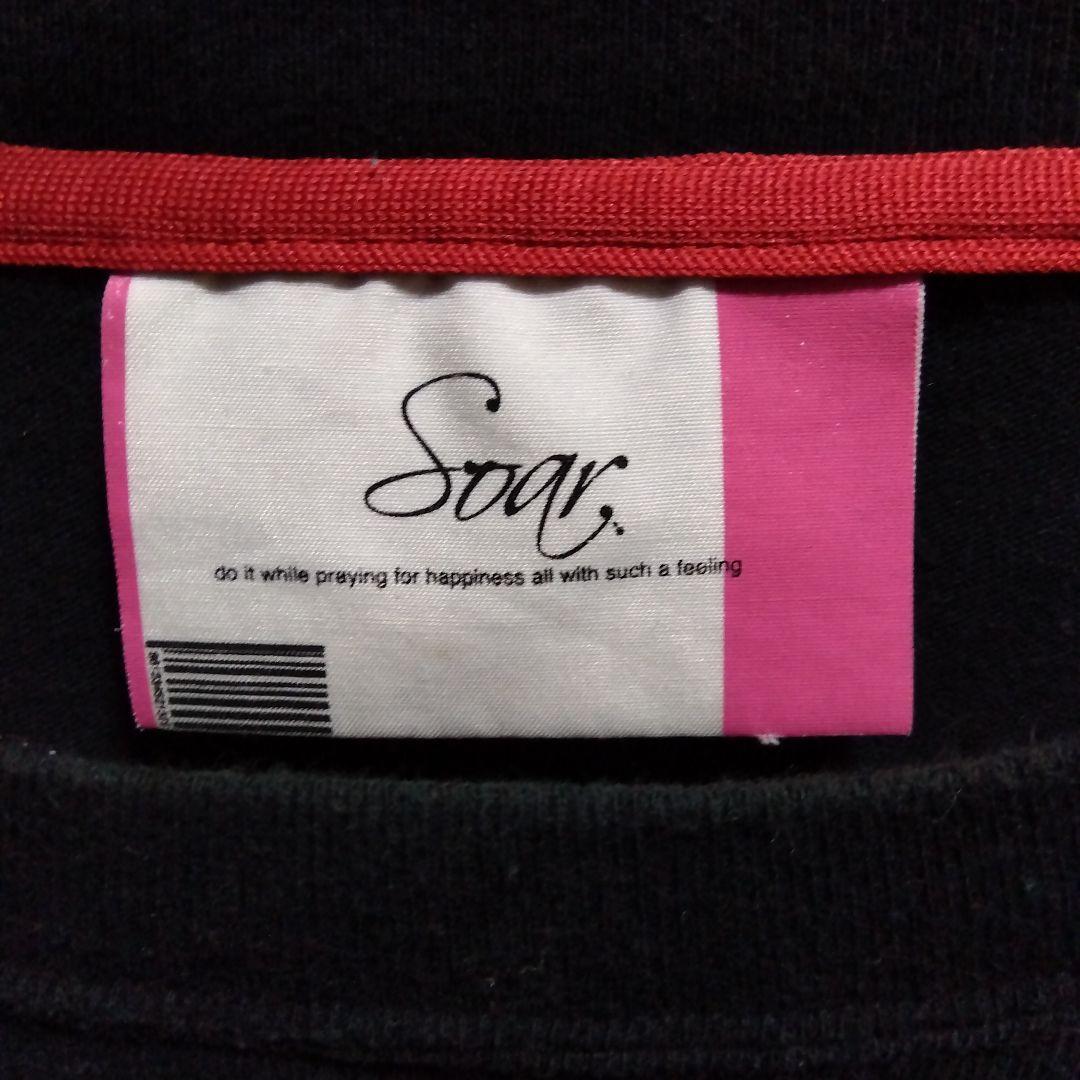 Soar
do it while praying for happiness all with such a feeling